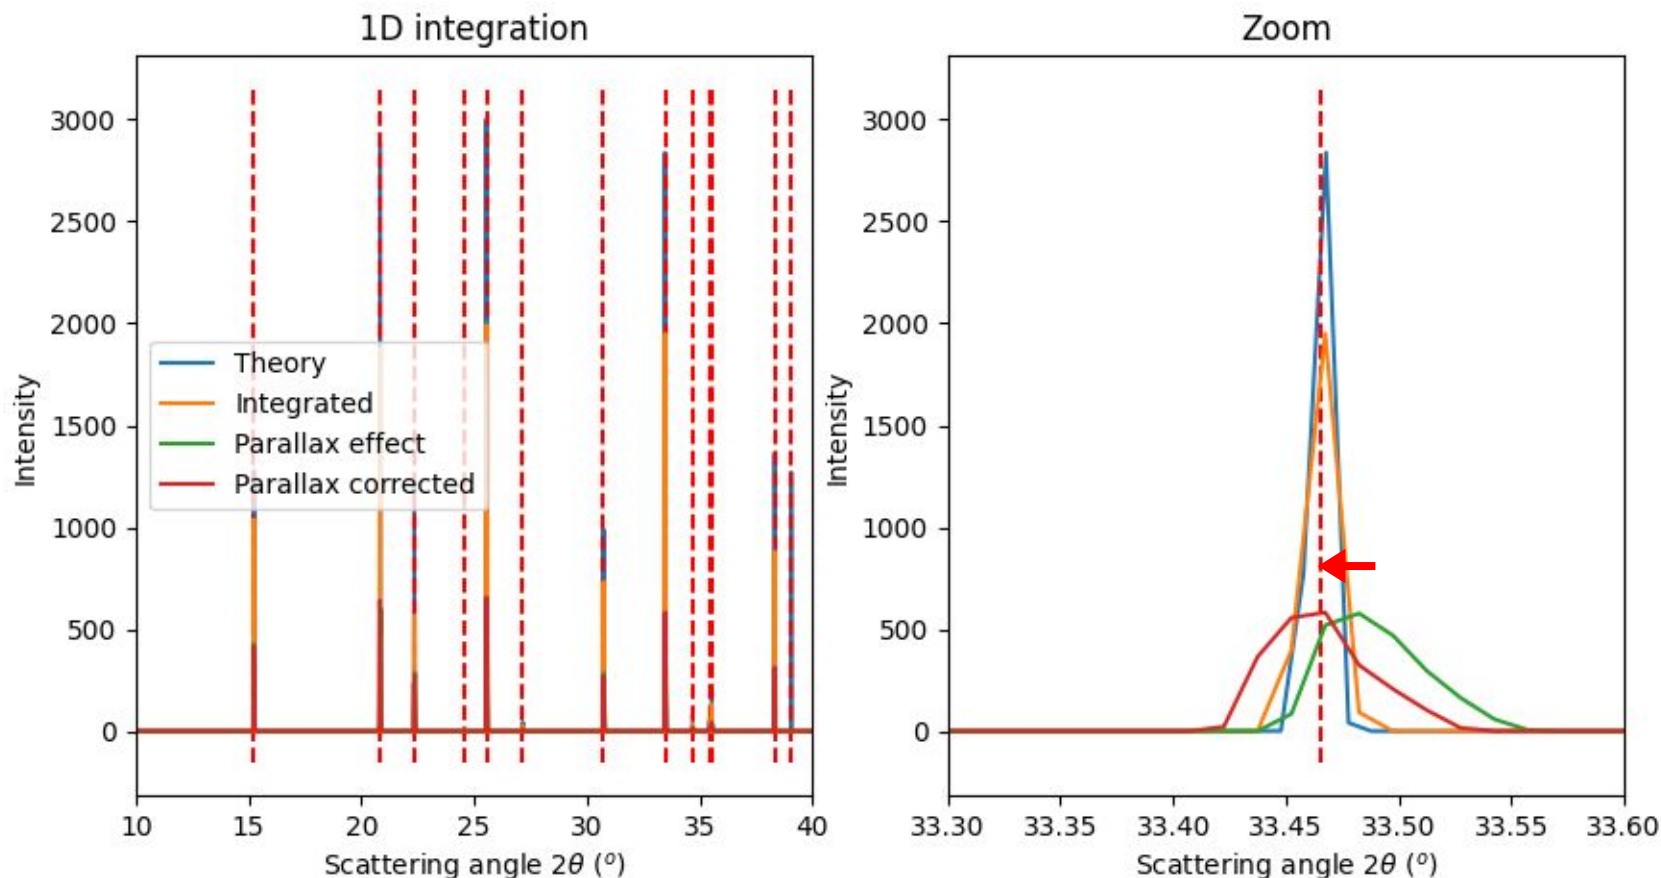 1D integration
3000
2500
2000
1500
1000
500
0
Intensity
Theory
Integrated
Parallax effect
Parallax corrected
10 15 20 25 30 35 40
Scattering angle 2θ (°)
Zoom
3000
2500
2000
1500
1000
500
0
Intensity
33.30 33.35 33.40 33.45 33.50 33.55 33.60
Scattering angle 2θ (°)